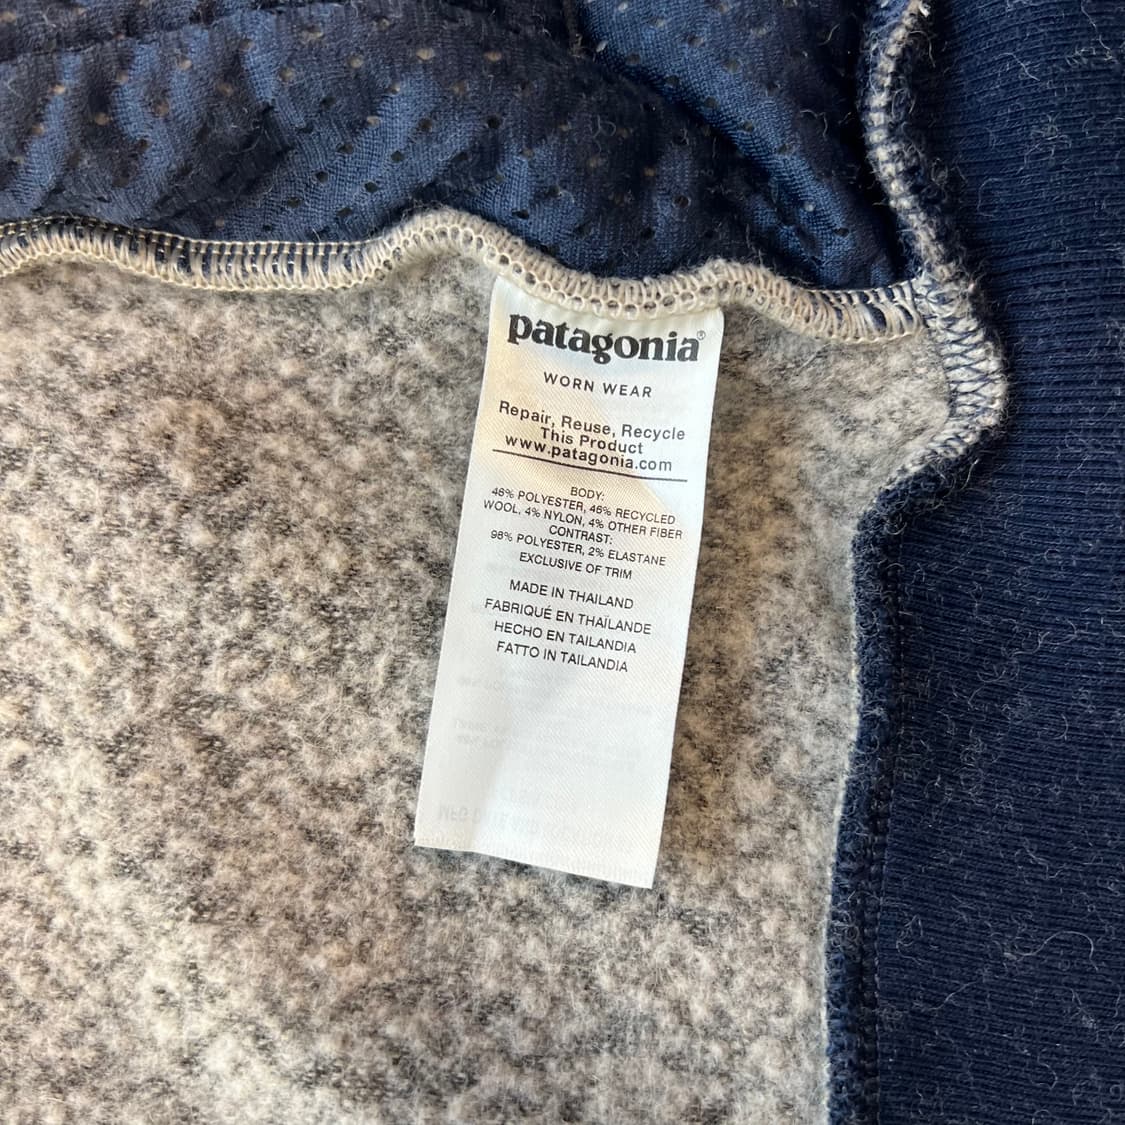 patagonia®
WORN WEAR
Repair, Reuse, Recycle
This Product
www.patagonia.com
BODY:
46% POLYESTER, 46% RECYCLED
WOOL, 4% NYLON, 4% OTHER FIBER
CONTRAST:
98% POLYESTER, 2% ELASTANE
EXCLUSIVE OF TRIM
MADE IN THAILAND
FABRIQUÉ EN THAÏLANDE
HECHO EN TAILANDIA
FATTO IN TAILANDIA